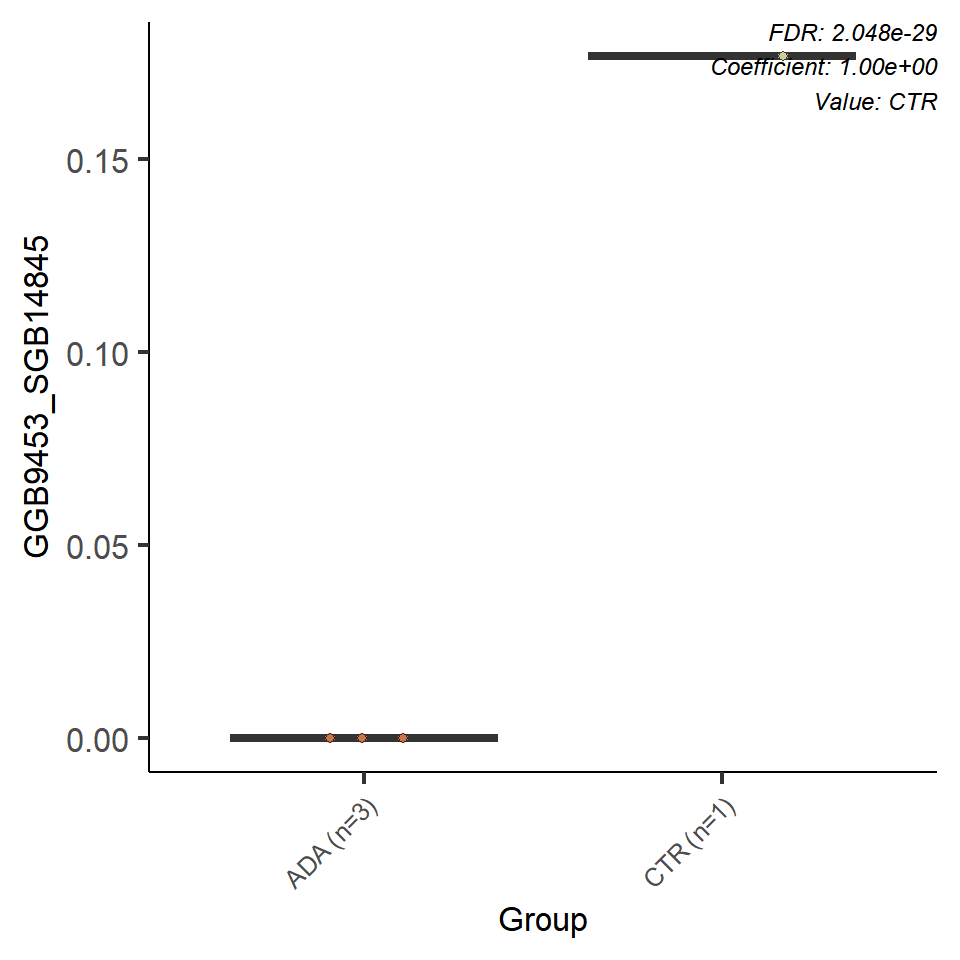 FDR: 2.048e-29
Coefficient: 1.00e+00
Value: CTR
GGB9453_SGB14845
0.15
0.10
0.05
0.00
ADA (n=3)
CTR (n=1)
Group